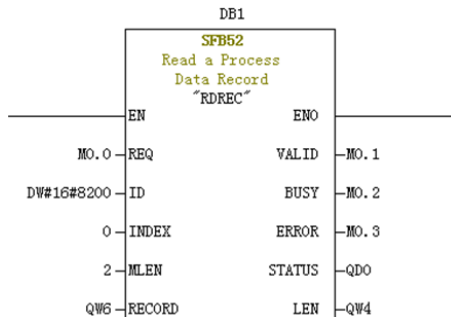 DB1
SFB52
Read a Process
Data Record
"RDREC"
EN ENO
M0.0 REQ VALID M0.1
DW#16#8200 ID BUSY M0.2
0 INDEX ERROR M0.3
2 MLEN STATUS QD0
QW6 RECORD LEN QW4